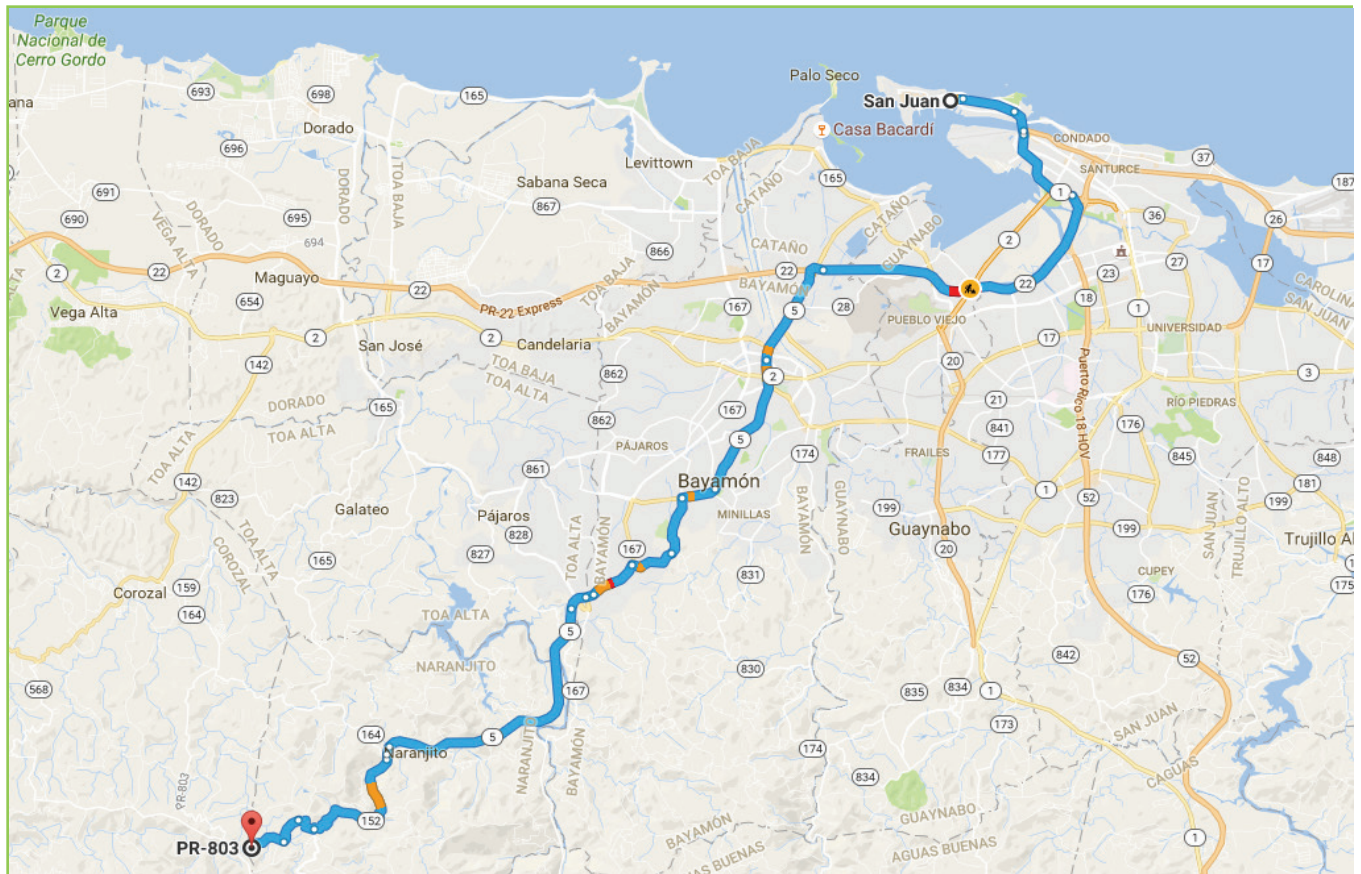 Parque
Nacional de
Cerro Gordo
Palo Seco
San Juan
693
698
165
ana
Dorado
Casa Bacardí
CONDADO
696
TOA BAJA
Levittown
TOA BAJA
37
SANTURCE
DORADO
Sabana Seca
165
187
691
867
CATAÑO
CATAÑO
1
36
26
690
DORADO
695
866
CATAÑO
GUAYNABO
2
VEGA ALTA
694
27
17
22
22
23
2
Maguayo
22
TOA BAJA
BAYAMÓN
22
CAROLINA
SAN JUAN
ALTA
654
PR-22 Express
BAYAMÓN
167
5
28
18
1
Vega Alta
PUEBLO VIEJO
UNIVERSIDAD
2
San José
2
Candelaria
17
142
TOA BAJA
TOA ALTA
862
2
20
3
DORADO
165
TOA ALTA
167
21
RÍO PIEDRAS
862
841
176
Puerto Rico 18 HOV
TOA ALTA
PÁJAROS
5
174
FRAILES
177
845
848
142
861
Bayamón
181
823
Galateo
BAYAMÓN
GUAYNABO
1
52
199
TOA ALTA
COROZAL
Pájaros
828
MINILLAS
199
Guaynabo
199
SAN JUAN
TRUJILLO ALTO
TOA ALTA
BAYAMÓN
Trujillo Al
827
167
20
165
831
CUPEY
175
159
Corozal
176
164
TOA ALTA
5
842
NARANJITO
830
52
568
167
835
834
1
173
164
5
NARANJITO
BAYAMÓN
SAN JUAN
Naranjito
174
CAGUAS
834
PR-803
GUAYNABO
152
BAYAMÓN
1
PR-803
AGUAS BUENAS
AGUAS BUENAS